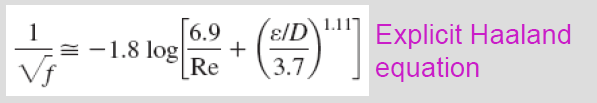 1/√f ≅ −1.8 log[6.9/Re + ((ε/D)/3.7)^1.11]
Explicit Haaland
equation